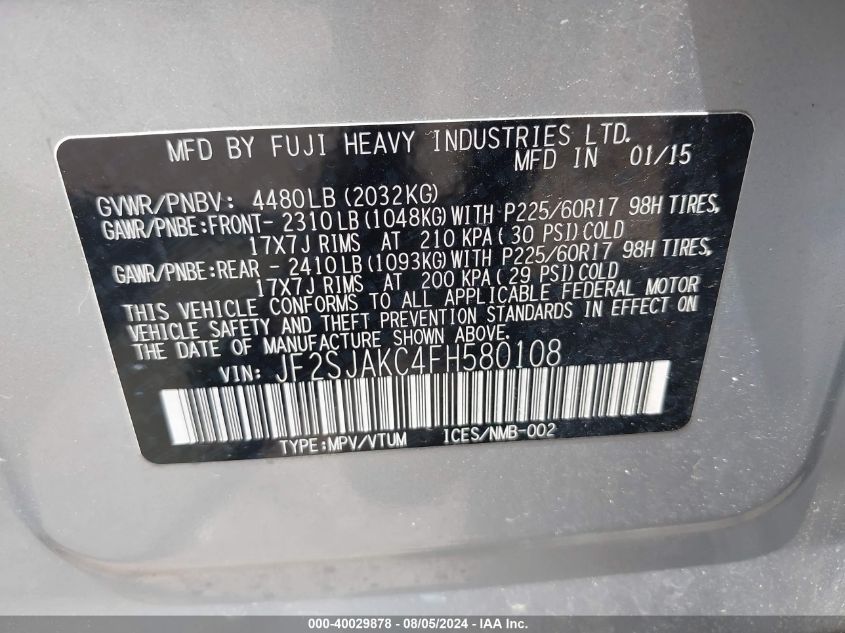 MFD BY FUJI HEAVY INDUSTRIES LTD.
MFD IN 01/15
GVWR/PNBV: 4480LB (2032KG)
GAWR/PNBE:FRONT- 2310LB (1048KG) WITH P225/60R17 98H TIRES,
17X7J RIMS AT 210 KPA (30 PSI) COLD
GAWR/PNBE:REAR - 2410LB (1093KG) WITH P225/60R17 98H TIRES,
17X7J RIMS AT 200 KPA (29 PSI) COLD
THIS VEHICLE CONFORMS TO ALL APPLICABLE FEDERAL MOTOR
VEHICLE SAFETY AND THEFT PREVENTION STANDARDS IN EFFECT ON
THE DATE OF MANUFACTURE SHOWN ABOVE.
VIN: JF2SJAKC4FH580108
TYPE:MPV/VTUM ICES/NMB-002
000-40029878 - 08/05/2024 - IAAI.com